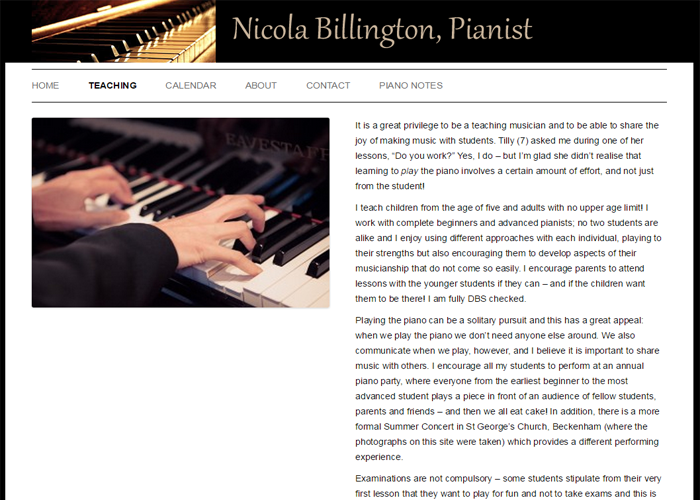 Nicola Billington, Pianist
HOME TEACHING CALENDAR ABOUT CONTACT PIANO NOTES
EAVESTAFF
It is a great privilege to be a teaching musician and to be able to share the
joy of making music with students. Tilly (7) asked me during one of her
lessons, “Do you work?” Yes, I do – but I’m glad she didn’t realise that
learning to play the piano involves a certain amount of effort, and not just
from the student!
I teach children from the age of five and adults with no upper age limit! I
work with complete beginners and advanced pianists; no two students are
alike and I enjoy using different approaches with each individual, playing to
their strengths but also encouraging them to develop aspects of their
musicianship that do not come so easily. I encourage parents to attend
lessons with the younger students if they can – and if the children want
them to be there! I am fully DBS checked.
Playing the piano can be a solitary pursuit and this has a great appeal:
when we play the piano we don’t need anyone else around. We also
communicate when we play, however, and I believe it is important to share
music with others. I encourage all my students to perform at an annual
piano party, where everyone from the earliest beginner to the most
advanced student plays a piece in front of an audience of fellow students,
parents and friends – and then we all eat cake! In addition, there is a more
formal Summer Concert in St George’s Church, Beckenham (where the
photographs on this site were taken) which provides a different performing
experience.
Examinations are not compulsory – some students stipulate from their very
first lesson that they want to play for fun and not to take exams and this is